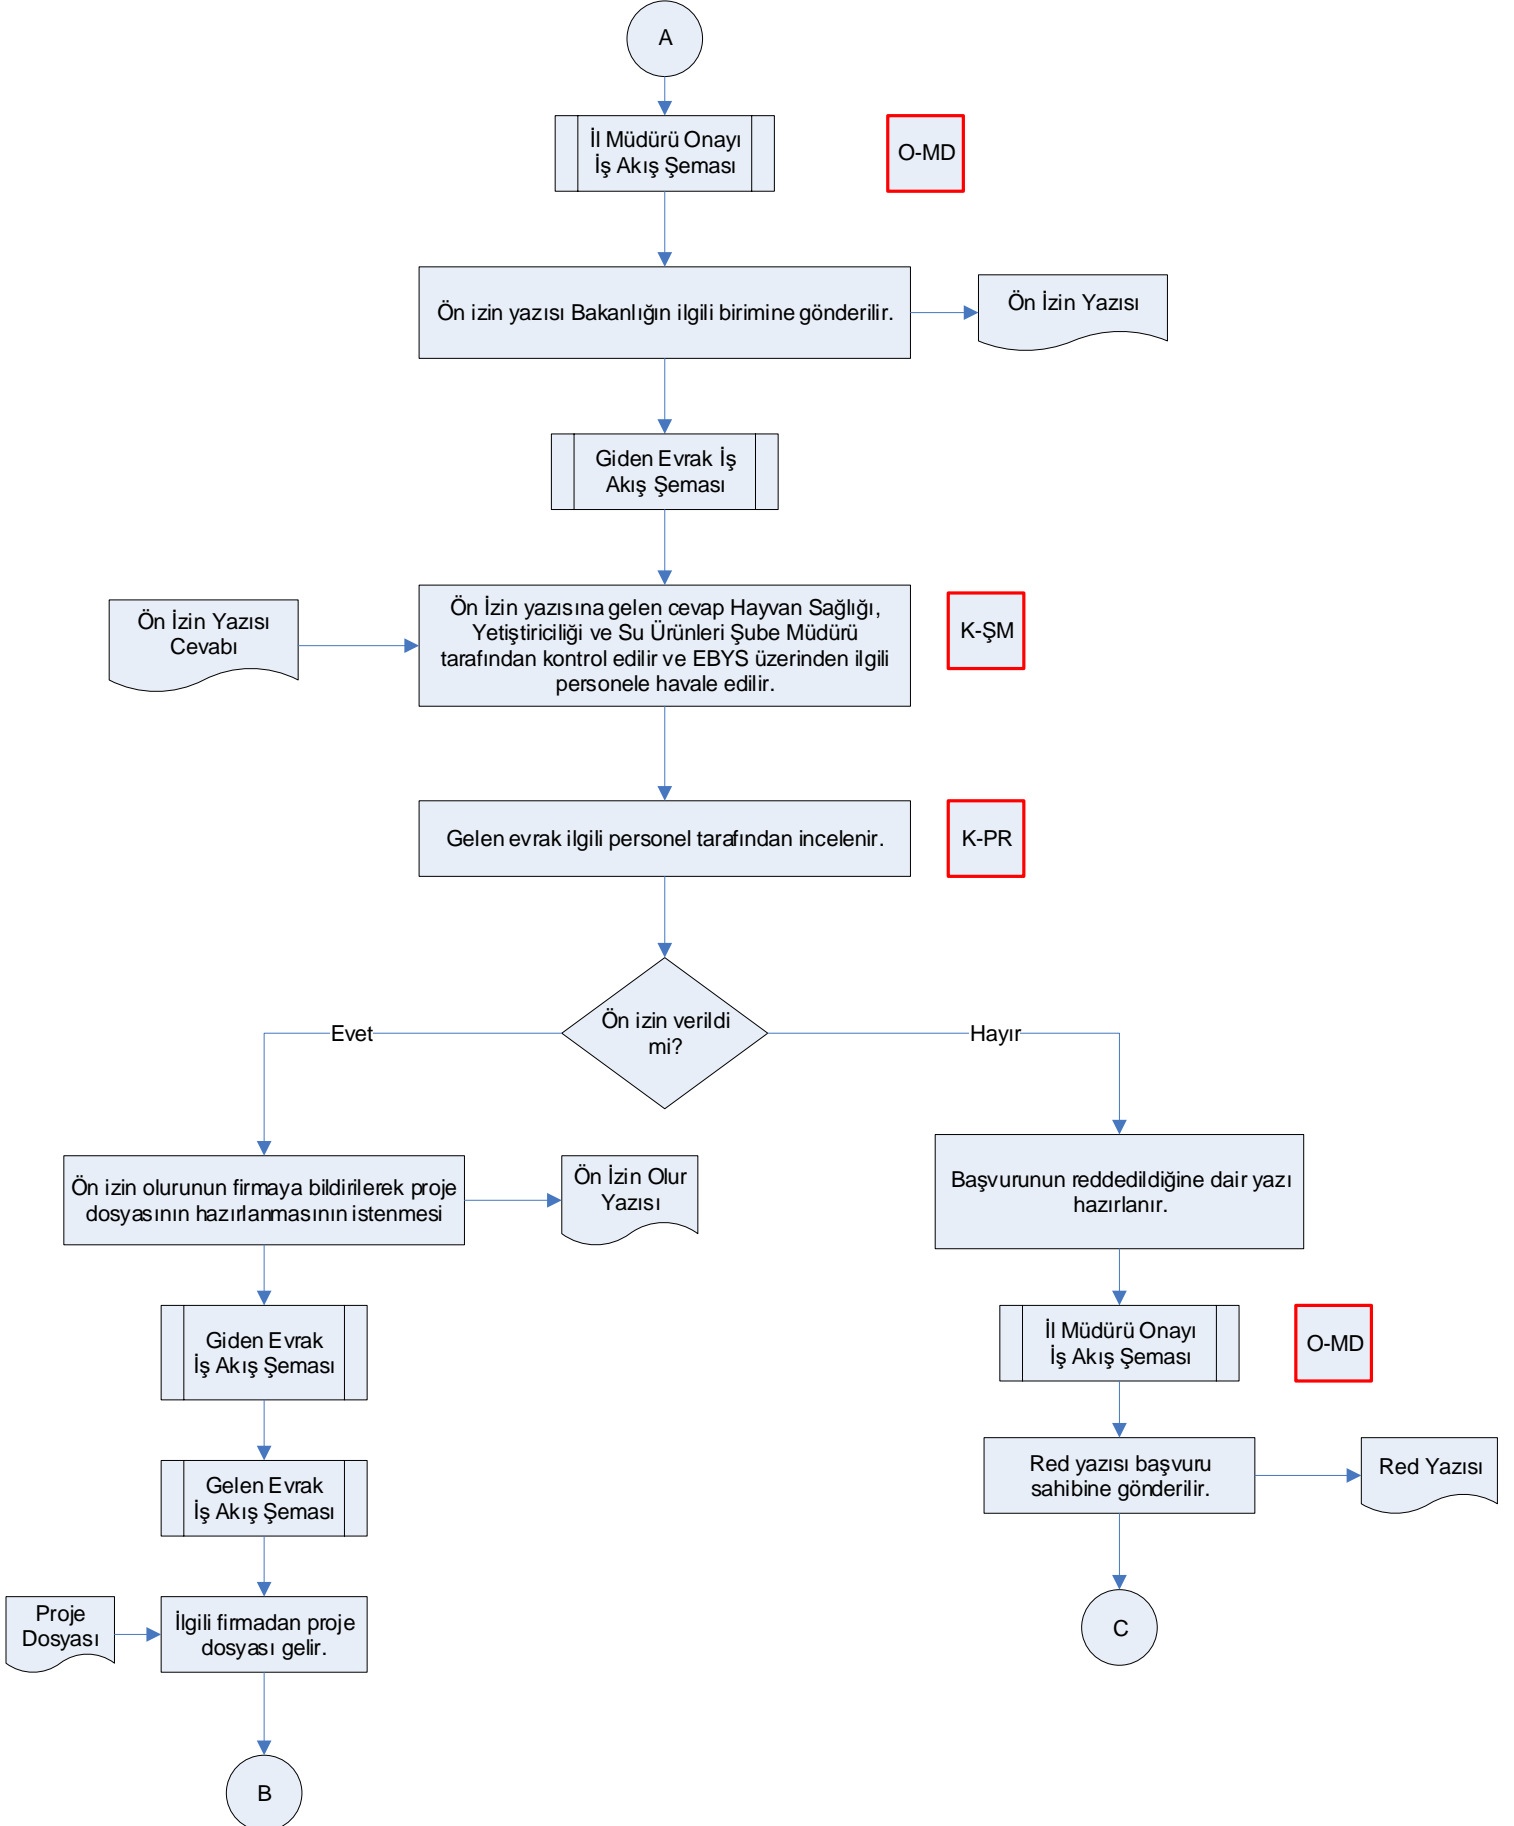 A
İl Müdürü Onayı
İş Akış Şeması
O-MD
Ön izin yazısı Bakanlığın ilgili birimine gönderilir.
Ön İzin Yazısı
Giden Evrak İş
Akış Şeması
Ön İzin Yazısı
Cevabı
Ön İzin yazısına gelen cevap Hayvan Sağlığı,
Yetiştiriciliği ve Su Ürünleri Şube Müdürü
tarafından kontrol edilir ve EBYS üzerinden ilgili
personele havale edilir.
K-ŞM
Gelen evrak ilgili personel tarafından incelenir.
K-PR
Ön izin verildi
mi?
Evet
Hayır
Ön izin olurunun firmaya bildirilerek proje
dosyasının hazırlanmasının istenmesi
Ön İzin Olur
Yazısı
Başvurunun reddedildiğine dair yazı
hazırlanır.
Giden Evrak
İş Akış Şeması
İl Müdürü Onayı
İş Akış Şeması
O-MD
Gelen Evrak
İş Akış Şeması
Red yazısı başvuru
sahibine gönderilir.
Red Yazısı
Proje
Dosyası
İlgili firmadan proje
dosyası gelir.
C
B